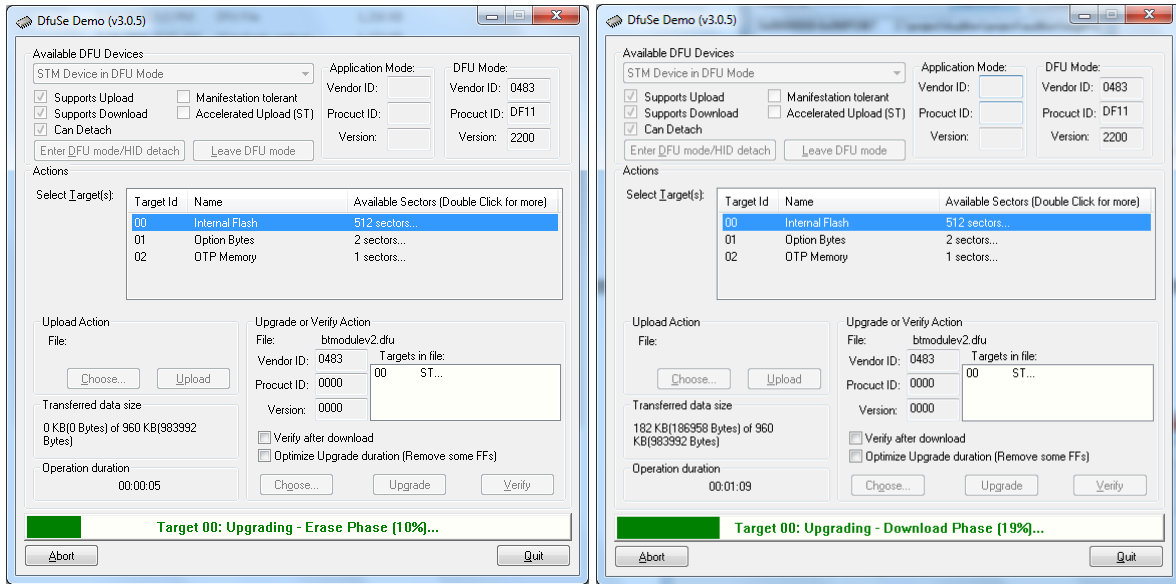 DfuSe Demo (v3.0.5)
Available DFU Devices
STM Device in DFU Mode
Supports Upload
Manifestation tolerant
Supports Download
Accelerated Upload (ST)
Can Detach
Enter DFU mode/HID detach
Leave DFU mode
Application Mode:
Vendor ID:
Procuct ID:
Version:
DFU Mode:
Vendor ID: 0483
Procuct ID: DF11
Version: 2200
Actions
Select Target(s):
Target Id Name Available Sectors (Double Click for more)
00 Internal Flash 512 sectors...
01 Option Bytes 2 sectors...
02 OTP Memory 1 sectors...
Upload Action
File:
Choose... Upload
Transferred data size
0 KB(0 Bytes) of 960 KB(983992
Bytes)
Operation duration
00:00:05
Upgrade or Verify Action
File: btmodulev2.dfu
Vendor ID: 0483
Procuct ID: 0000
Version: 0000
Targets in file:
00 ST...
Verify after download
Optimize Upgrade duration (Remove some FFs)
Choose... Upgrade Verify
Target 00: Upgrading - Erase Phase (10%)...
Abort Quit
DfuSe Demo (v3.0.5)
Available DFU Devices
STM Device in DFU Mode
Supports Upload
Manifestation tolerant
Supports Download
Accelerated Upload (ST)
Can Detach
Enter DFU mode/HID detach
Leave DFU mode
Application Mode:
Vendor ID:
Procuct ID:
Version:
DFU Mode:
Vendor ID: 0483
Procuct ID: DF11
Version: 2200
Actions
Select Target(s):
Target Id Name Available Sectors (Double Click for more)
00 Internal Flash 512 sectors...
01 Option Bytes 2 sectors...
02 OTP Memory 1 sectors...
Upload Action
File:
Choose... Upload
Transferred data size
182 KB(186958 Bytes) of 960
KB(983992 Bytes)
Operation duration
00:01:09
Upgrade or Verify Action
File: btmodulev2.dfu
Vendor ID: 0483
Procuct ID: 0000
Version: 0000
Targets in file:
00 ST...
Verify after download
Optimize Upgrade duration (Remove some FFs)
Choose... Upgrade Verify
Target 00: Upgrading - Download Phase (19%)...
Abort Quit